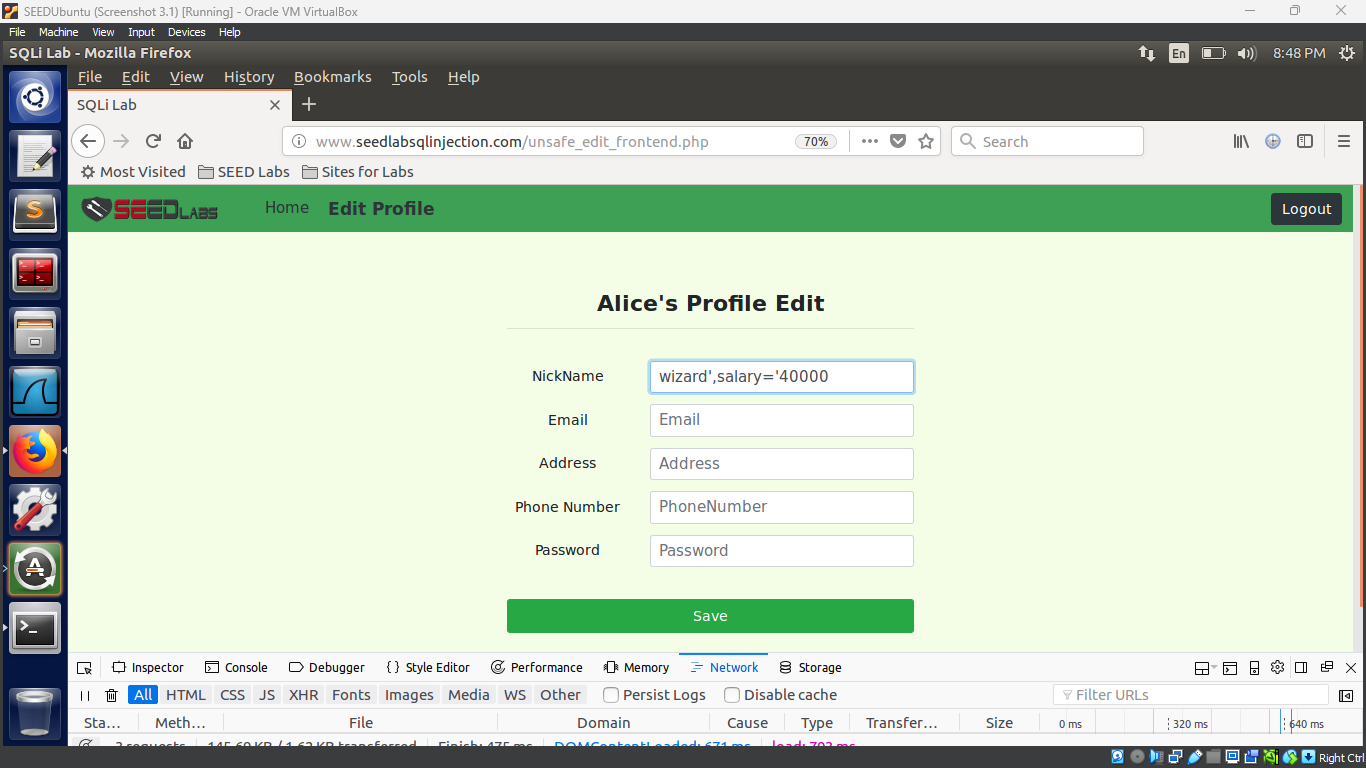 SEEDUbuntu (Screenshot 3.1) [Running] - Oracle VM VirtualBox
File Machine View Input Devices Help
SQLi Lab - Mozilla Firefox En 8:48 PM
File Edit View History Bookmarks Tools Help
SQLi Lab
www.seedlabsqlinjection.com/unsafe_edit_frontend.php 70% Search
Most Visited SEED Labs Sites for Labs
SEEDLABS Home Edit Profile Logout
Alice's Profile Edit
NickName wizard',salary='40000
Email Email
Address Address
Phone Number PhoneNumber
Password Password
Save
Inspector Console Debugger Style Editor Performance Memory Network Storage
All HTML CSS JS XHR Fonts Images Media WS Other Persist Logs Disable cache Filter URLs
Sta... Meth... File Domain Cause Type Transfer... Size 0 ms 320 ms 640 ms
3 requests 145.60 KB / 1.62 KB transferred Finish: 475 ms DOMContentLoaded: 671 ms load: 703 ms
Right Ctrl